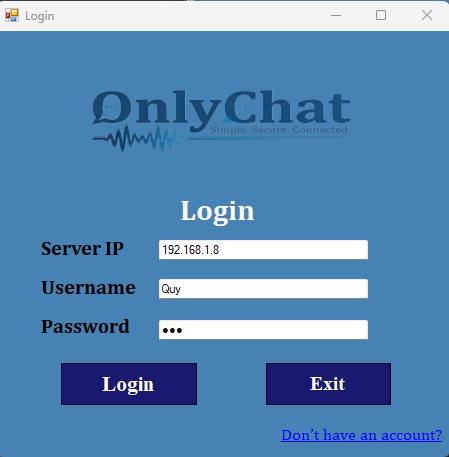 Login
OnlyChat
Simple. Secure. Connected.
Login
Server IP 192.168.1.8
Username Quy
Password •••
Login Exit
Don't have an account?